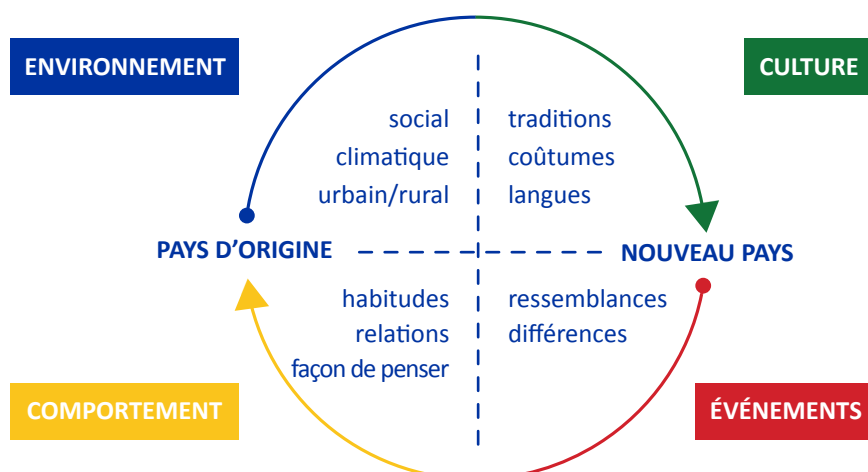 ENVIRONNEMENT
CULTURE
social
climatique
urbain/rural
traditions
coûtumes
langues
PAYS D’ORIGINE
NOUVEAU PAYS
habitudes
relations
façon de penser
ressemblances
différences
COMPORTEMENT
ÉVÉNEMENTS